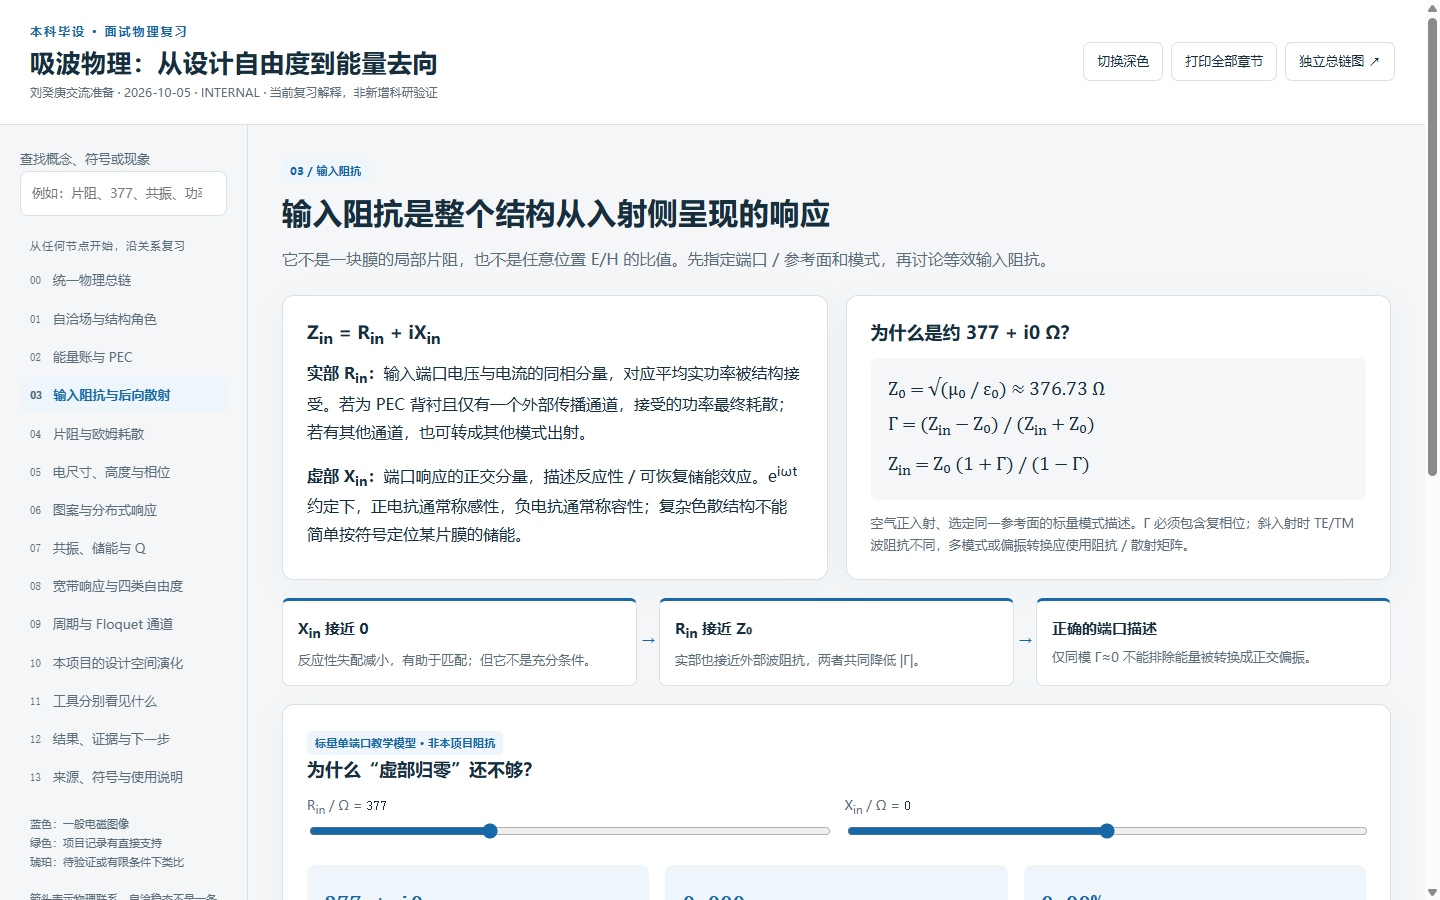 本科毕设 • 面试物理复习
吸波物理：从设计自由度到能量去向
刘癸庚交流准备 · 2026-10-05 · INTERNAL · 当前复习解释，非新增科研验证
切换深色
打印全部章节
独立总链图 ↗
查找概念、符号或现象
例如：片阻、377、共振、功率
从任何节点开始，沿关系复习
00 统一物理总链
01 自洽场与结构角色
02 能量账与 PEC
03 输入阻抗与后向散射
04 片阻与欧姆耗散
05 电尺寸、高度与相位
06 图案与分布式响应
07 共振、储能与 Q
08 宽带响应与四类自由度
09 周期与 Floquet 通道
10 本项目的设计空间演化
11 工具分别看见什么
12 结果、证据与下一步
13 来源、符号与使用说明
蓝色：一般电磁图像
绿色：项目记录有直接支持
琥珀：待验证或有限条件下类比
箭头表示物理联系，自洽稳态不是一条
03 / 输入阻抗
输入阻抗是整个结构从入射侧呈现的响应
它不是一块膜的局部片阻，也不是任意位置 E/H 的比值。先指定端口 / 参考面和模式，再讨论等效输入阻抗。
Zin = Rin + iXin
实部 Rin：输入端口电压与电流的同相分量，对应平均实功率被结构接
受。若为 PEC 背衬且仅有一个外部传播通道，接受的功率最终耗散；
若有其他通道，也可转成其他模式出射。
虚部 Xin：端口响应的正交分量，描述反应性 / 可恢复储能效应。e^iωt
约定下，正电抗通常称感性，负电抗通常称容性；复杂色散结构不能
简单按符号定位某片膜的储能。
为什么是约 377 + i0 Ω？
Z₀ = √(μ₀ / ε₀) ≈ 376.73 Ω
Γ = (Zin − Z₀) / (Zin + Z₀)
Zin = Z₀ (1 + Γ) / (1 − Γ)
空气正入射、选定同一参考面的标量模式描述。Γ 必须包含复相位；斜入射时 TE/TM
波阻抗不同，多模式或偏振转换应使用阻抗 / 散射矩阵。
Xin 接近 0
反应性失配减小，有助于匹配；但它不是充分条件。
→
Rin 接近 Z₀
实部也接近外部波阻抗，两者共同降低 |Γ|。
→
正确的端口描述
仅同模 Γ≈0 不能排除能量被转换成正交偏振。
标量单端口教学模型 • 非本项目阻抗
为什么“虚部归零”还不够？
Rin / Ω = 377
Xin / Ω = 0
377 + i0
0.000
0.00%